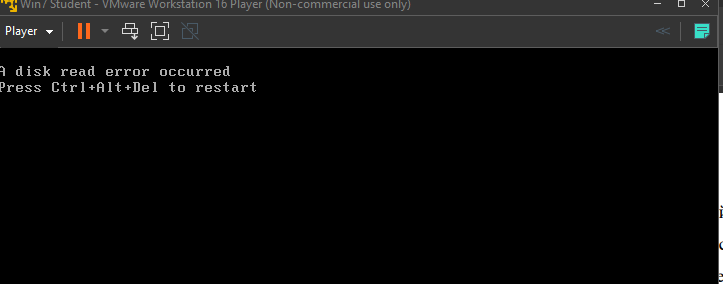 Win7 Student - VMware Workstation 16 Player (Non-commercial use only)
Player
A disk read error occurred
Press Ctrl+Alt+Del to restart